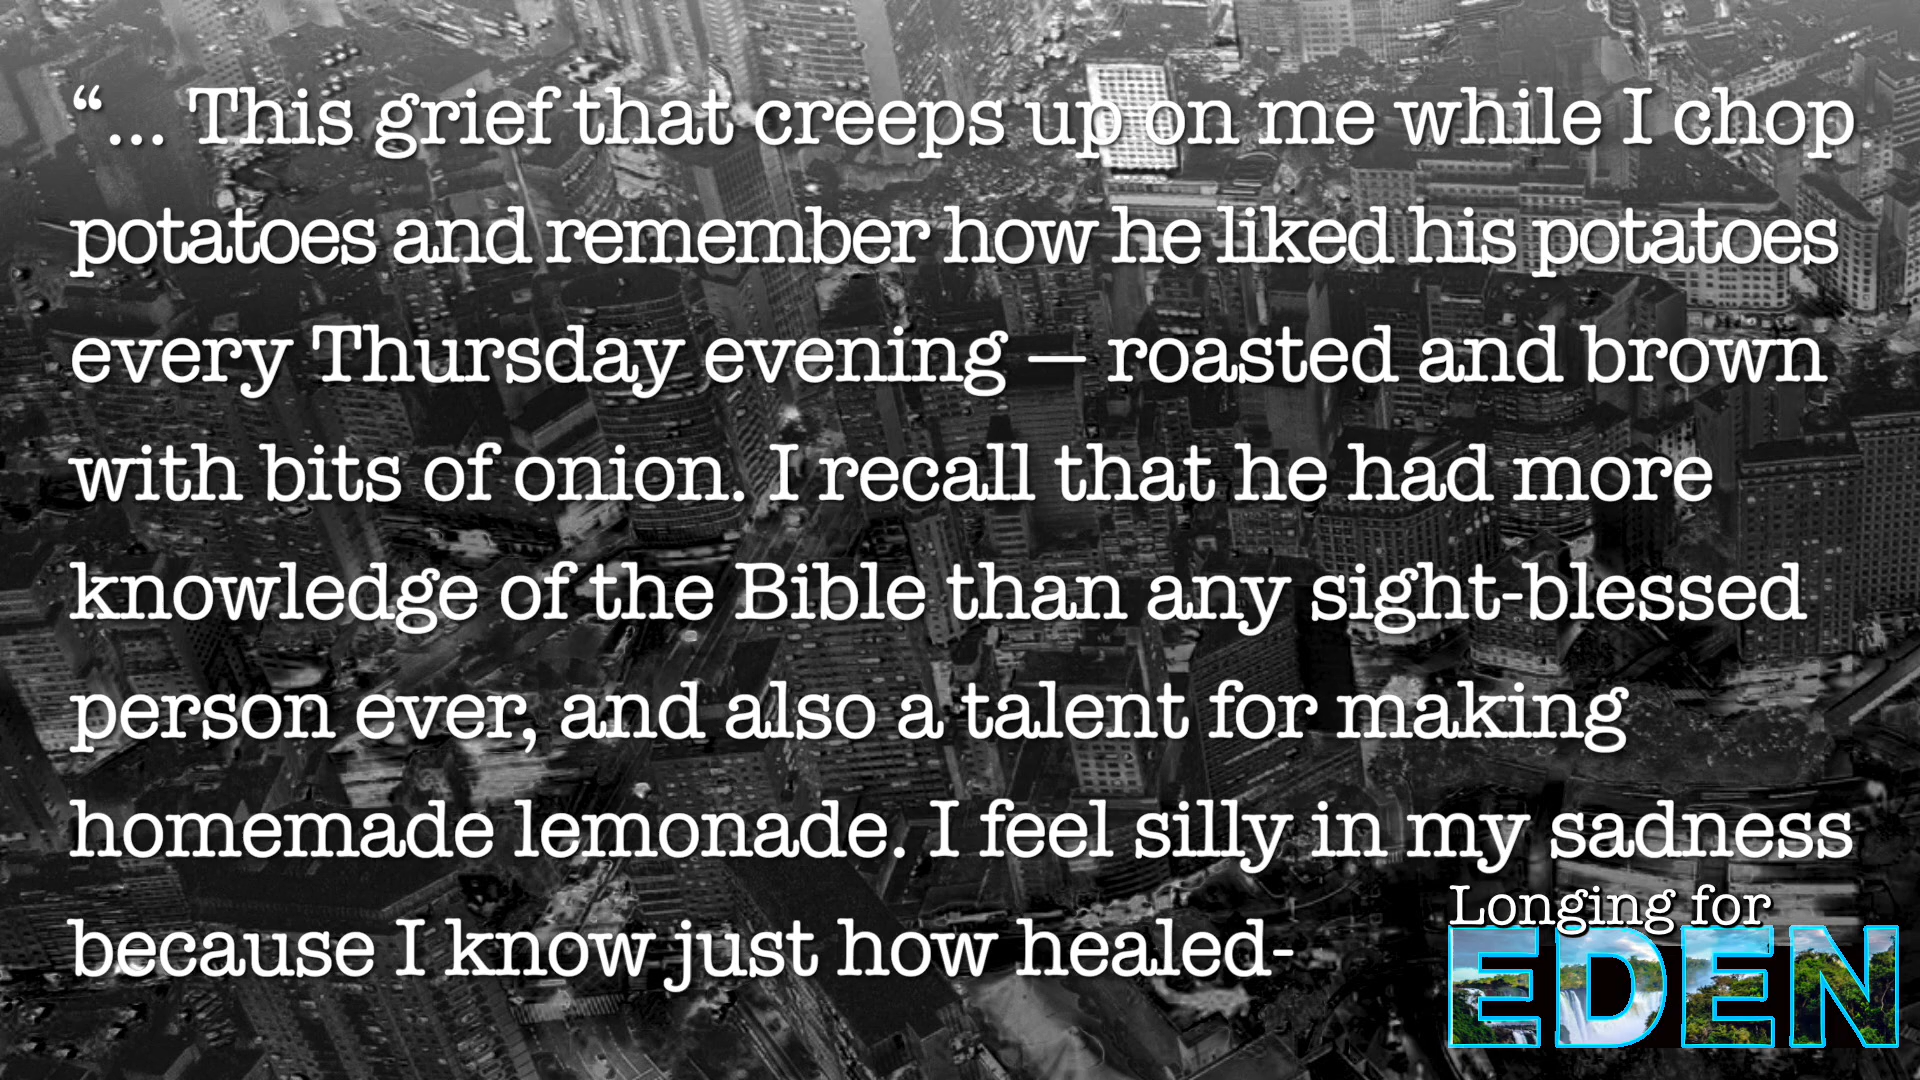 “... This grief that creeps up on me while I chop
potatoes and remember how he liked his potatoes
every Thursday evening — roasted and brown
with bits of onion. I recall that he had more
knowledge of the Bible than any sight-blessed
person ever, and also a talent for making
homemade lemonade. I feel silly in my sadness
because I know just how healed-
Longing for
EDEN